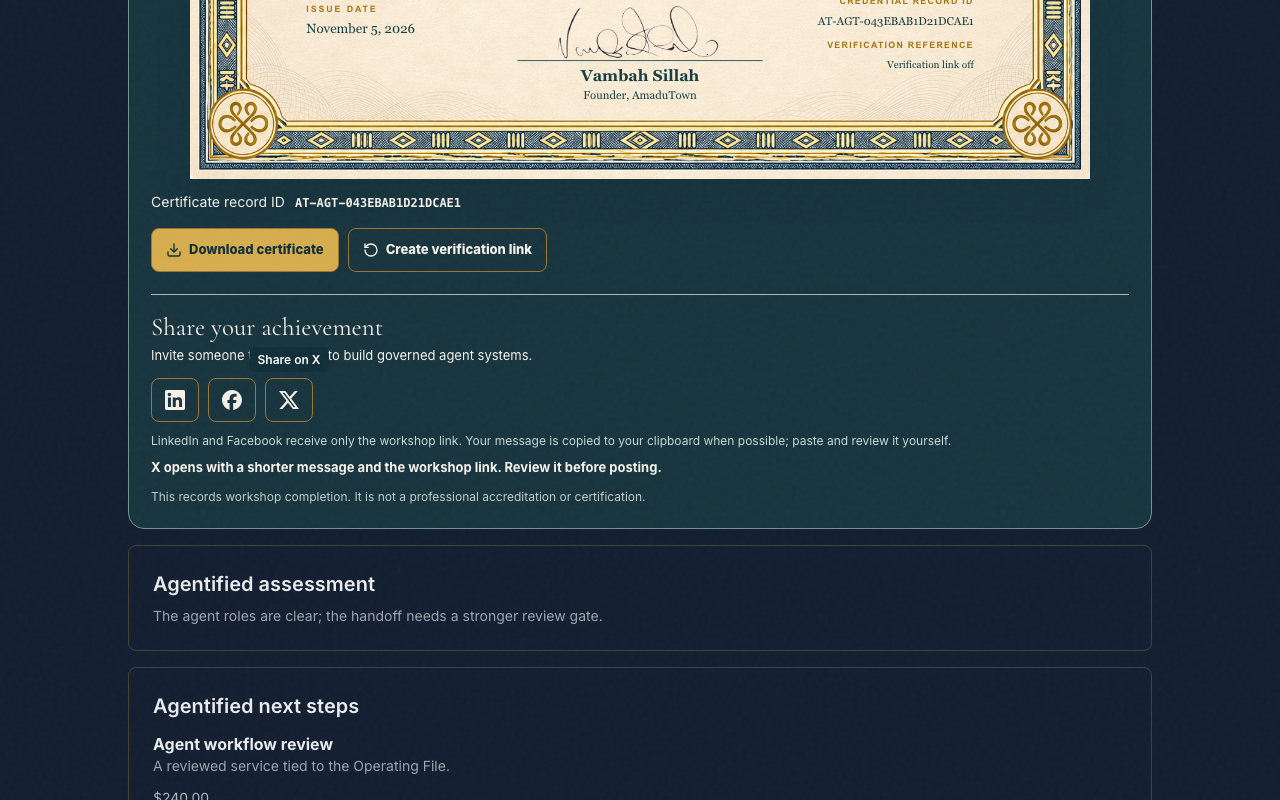 ISSUE DATE
November 5, 2026
CREDENTIAL RECORD ID
AT-AGT-043EBAB1D21DCAE1
VERIFICATION REFERENCE
Verification link off
Vambah Sillah
Founder, AmaduTown
Certificate record ID AT-AGT-043EBAB1D21DCAE1
Download certificate
Create verification link
Share your achievement
Invite someone
Share on X
to build governed agent systems.
LinkedIn and Facebook receive only the workshop link. Your message is copied to your clipboard when possible; paste and review it yourself.
X opens with a shorter message and the workshop link. Review it before posting.
This records workshop completion. It is not a professional accreditation or certification.
Agentified assessment
The agent roles are clear; the handoff needs a stronger review gate.
Agentified next steps
Agent workflow review
A reviewed service tied to the Operating File.
$240.00